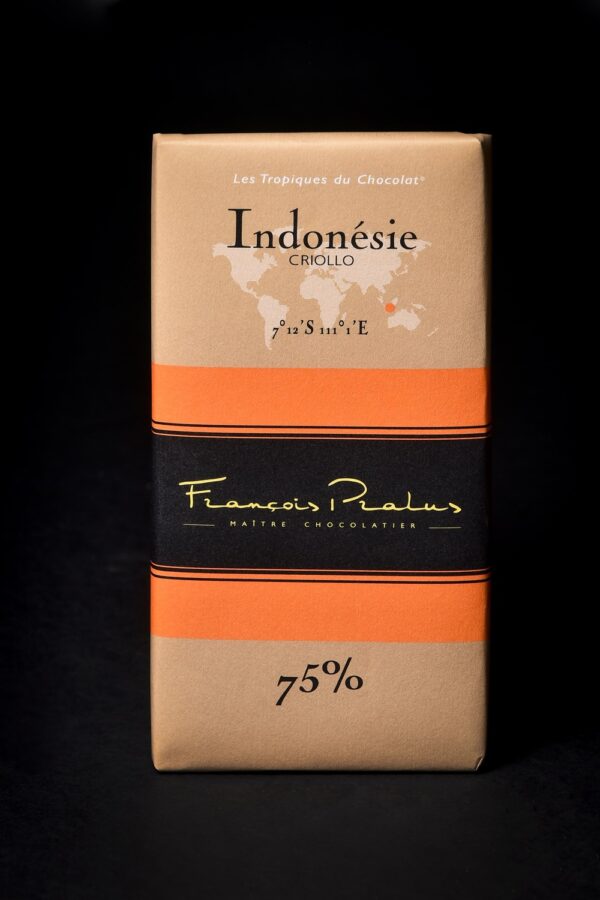 Les Tropiques du Chocolat®
Indonésie
CRIOLLO
7°12'S 111°1'E
François Pralus
MAÎTRE CHOCOLATIER
75%